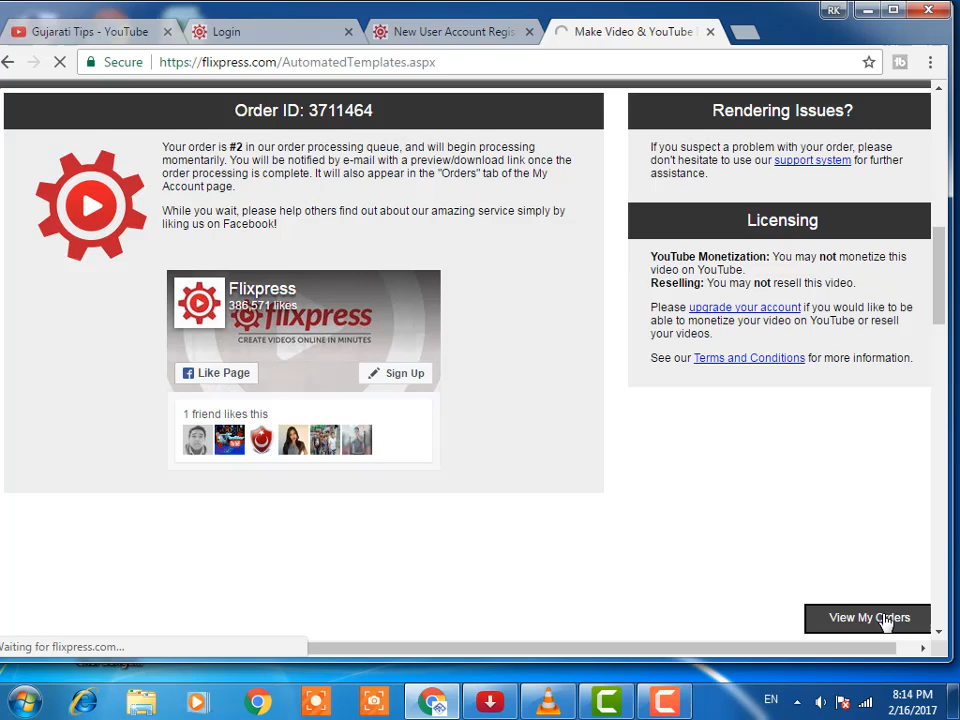 RK
Gujarati Tips - YouTube
Login
New User Account Regis
Make Video & YouTube
Secure
https://flixpress.com/AutomatedTemplates.aspx
Order ID: 3711464
Your order is #2 in our order processing queue, and will begin processing
momentarily. You will be notified by e-mail with a preview/download link once the
order processing is complete. It will also appear in the "Orders" tab of the My
Account page.
While you wait, please help others find out about our amazing service simply by
liking us on Facebook!
Flixpress
386,571 likes
flixpress
CREATE VIDEOS ONLINE IN MINUTES
Like Page
Sign Up
1 friend likes this
Rendering Issues?
If you suspect a problem with your order, please
don't hesitate to use our support system for further
assistance.
Licensing
YouTube Monetization: You may not monetize this
video on YouTube.
Reselling: You may not resell this video.
Please upgrade your account if you would like to be
able to monetize your video on YouTube or resell
your videos.
See our Terms and Conditions for more information.
View My Orders
Waiting for flixpress.com...
EN
8:14 PM
2/16/2017